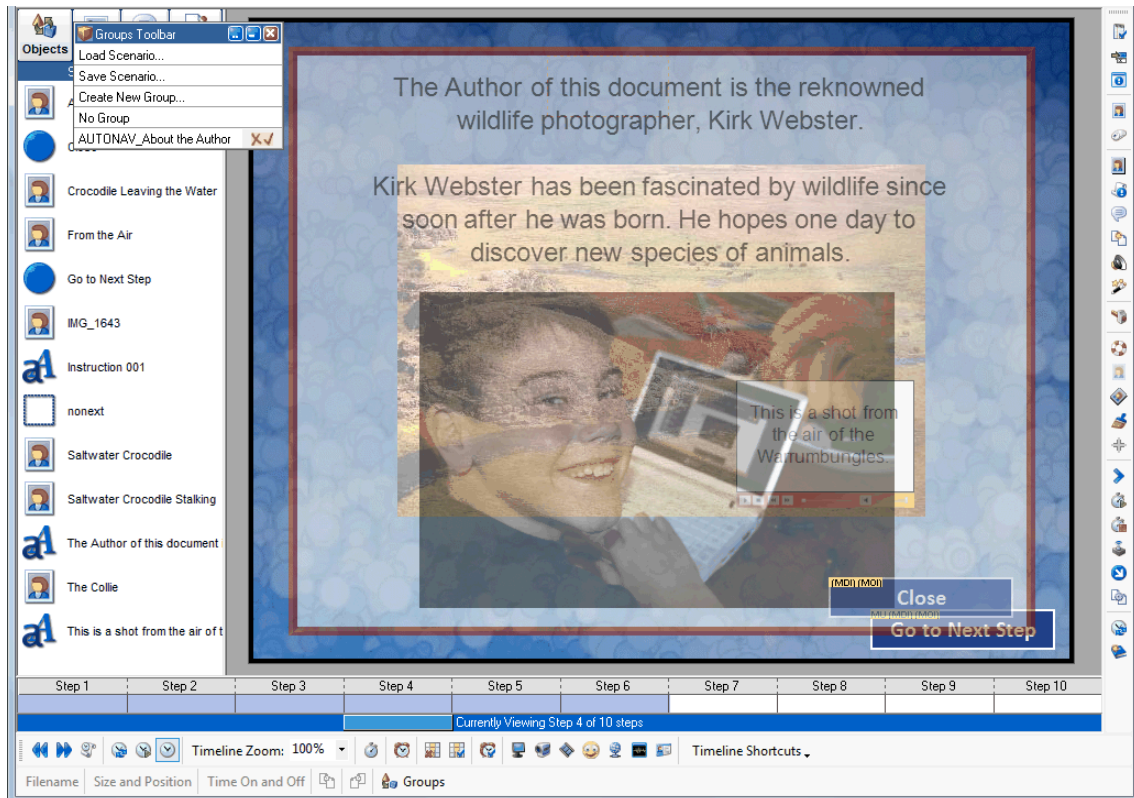 Objects
Groups Toolbar
Load Scenario...
Save Scenario...
Create New Group...
No Group
AUTONAV_About the Author
Crocodile Leaving the Water
From the Air
Go to Next Step
IMG_1643
Instruction 001
nonext
Saltwater Crocodile
Saltwater Crocodile Stalking
The Author of this document
The Collie
This is a shot from the air of t
The Author of this document is the reknowned
wildlife photographer, Kirk Webster.
Kirk Webster has been fascinated by wildlife since
soon after he was born. He hopes one day to
discover new species of animals.
This is a shot from
the air of the
Warrumbungles.
(MDI) (MOI)
Close
MU (MDI) (MOI)
Go to Next Step
Step 1 Step 2 Step 3 Step 4 Step 5 Step 6 Step 7 Step 8 Step 9 Step 10
Currently Viewing Step 4 of 10 steps
Timeline Zoom: 100% Timeline Shortcuts
Filename Size and Position Time On and Off Groups